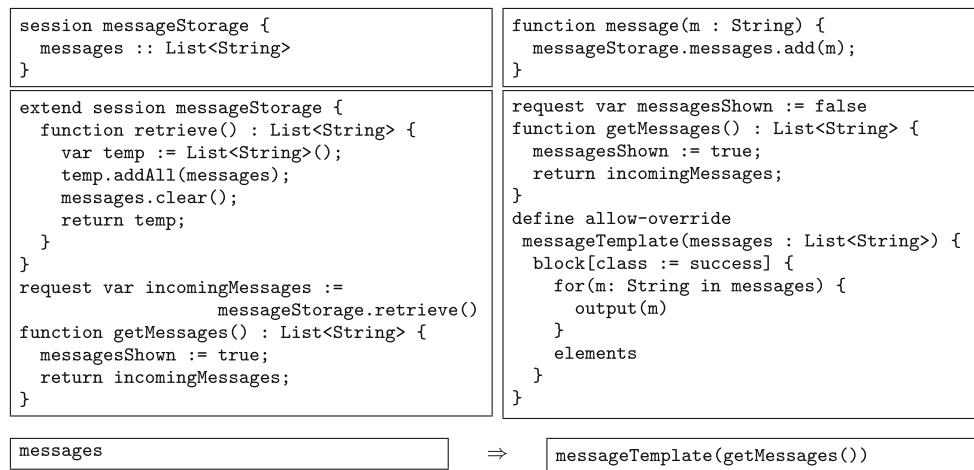 session messageStorage {
  messages :: List<String>
}
function message(m : String) {
  messageStorage.messages.add(m);
}
extend session messageStorage {
  function retrieve() : List<String> {
    var temp := List<String>();
    temp.addAll(messages);
    messages.clear();
    return temp;
  }
}
request var incomingMessages :=
                  messageStorage.retrieve()
function getMessages() : List<String> {
  messagesShown := true;
  return incomingMessages;
}
request var messagesShown := false
function getMessages() : List<String> {
  messagesShown := true;
  return incomingMessages;
}
define allow-override
 messageTemplate(messages : List<String>) {
  block[class := success] {
    for(m: String in messages) {
      output(m)
    }
    elements
  }
}
messages ⇒ messageTemplate(getMessages())